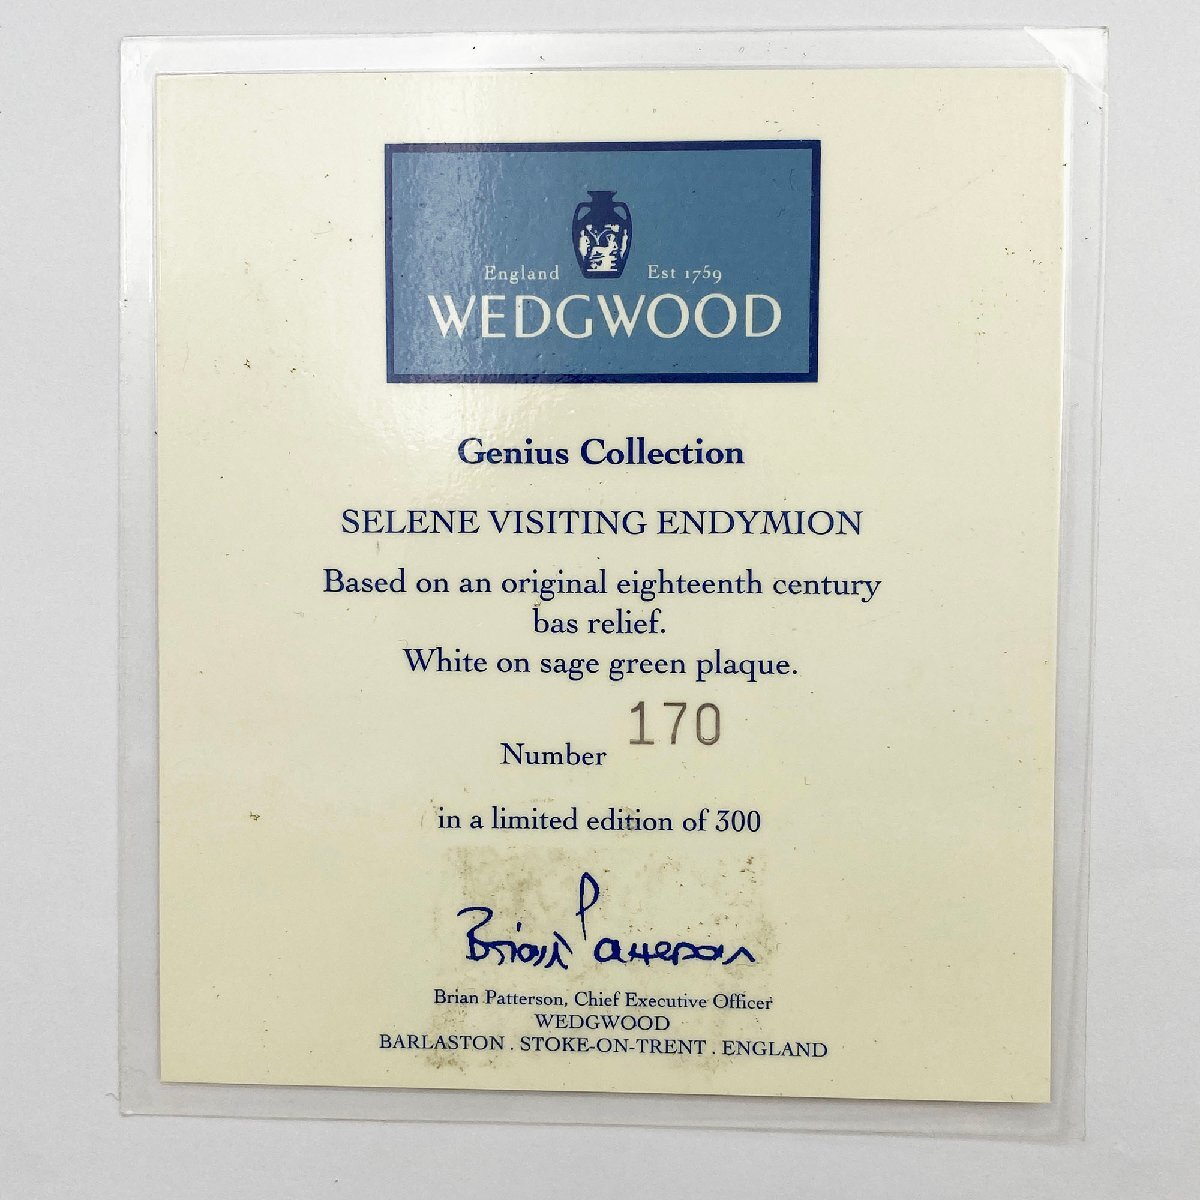 England Est 1759
WEDGWOOD
Genius Collection
SELENE VISITING ENDYMION
Based on an original eighteenth century
bas relief.
White on sage green plaque.
Number 170
in a limited edition of 300
Brian Patterson
Brian Patterson, Chief Executive Officer
WEDGWOOD
BARLASTON . STOKE-ON-TRENT . ENGLAND